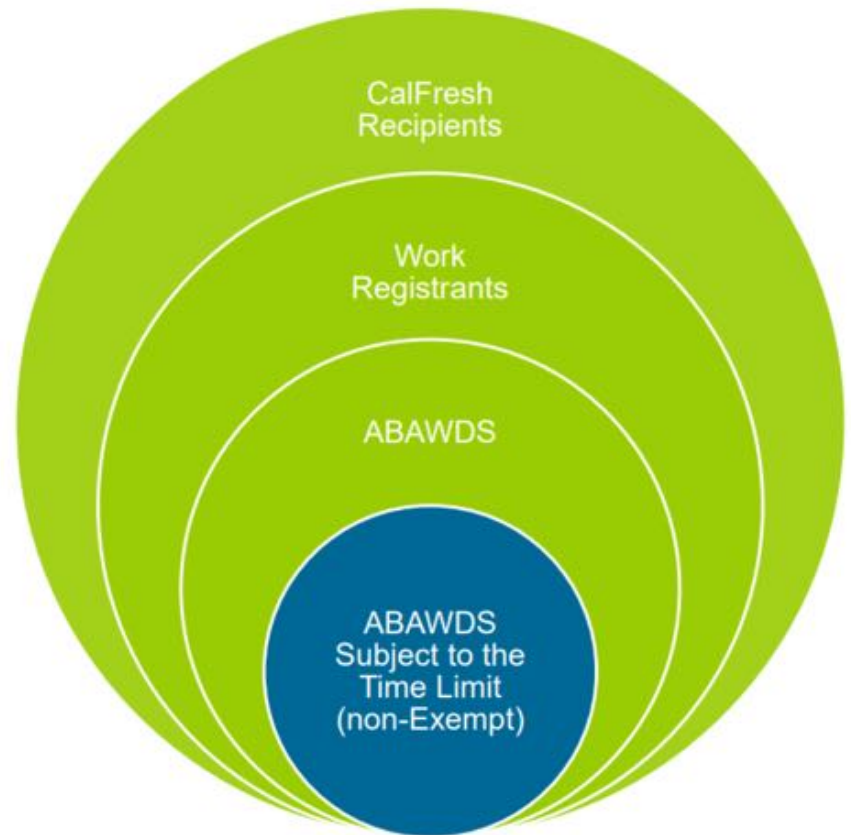 CalFresh
Recipients
Work
Registrants
ABAWDS
ABAWDS
Subject to the
Time Limit
(non-Exempt)